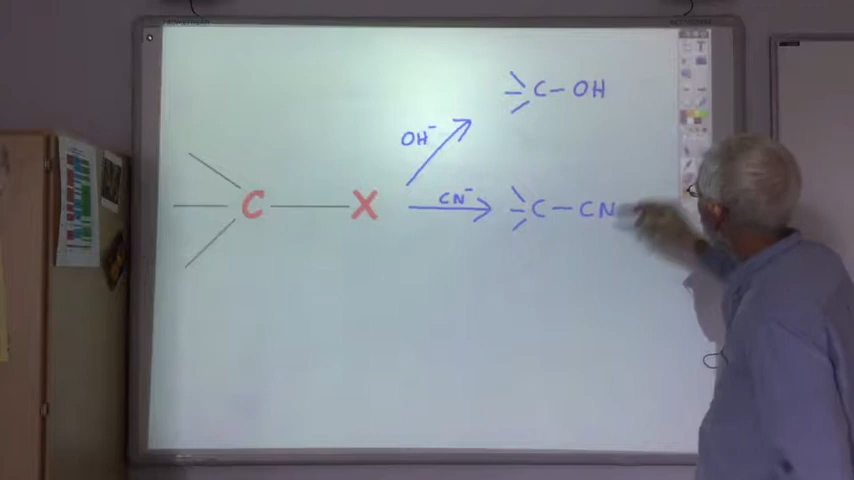 C — OH
OH⁻
CN⁻
C — X
C — CN